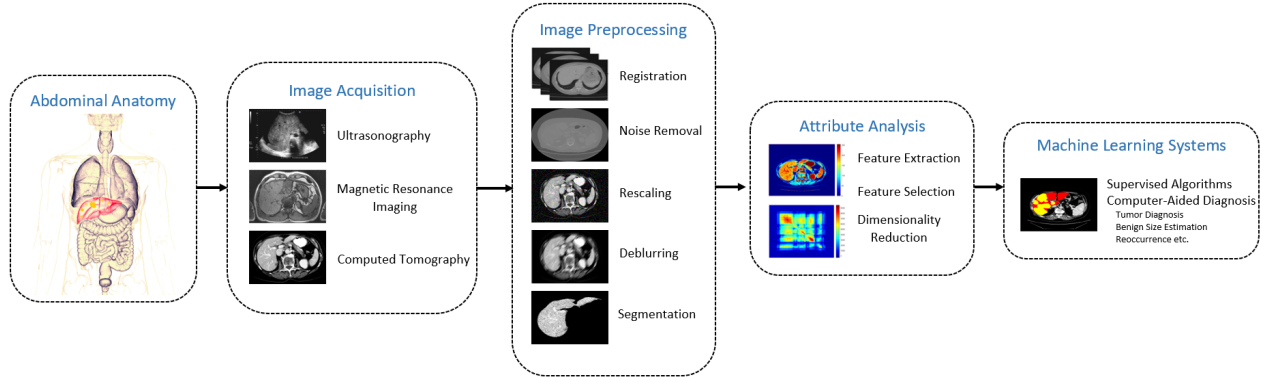 Abdominal Anatomy
Image Acquisition
Ultrasonography
Magnetic Resonance
Imaging
Computed Tomography
Image Preprocessing
Registration
Noise Removal
Rescaling
Deblurring
Segmentation
Attribute Analysis
Feature Extraction
Feature Selection
Dimensionality
Reduction
Machine Learning Systems
Supervised Algorithms
Computer-Aided Diagnosis
Tumor Diagnosis
Benign Size Estimation
Reoccurrence etc.